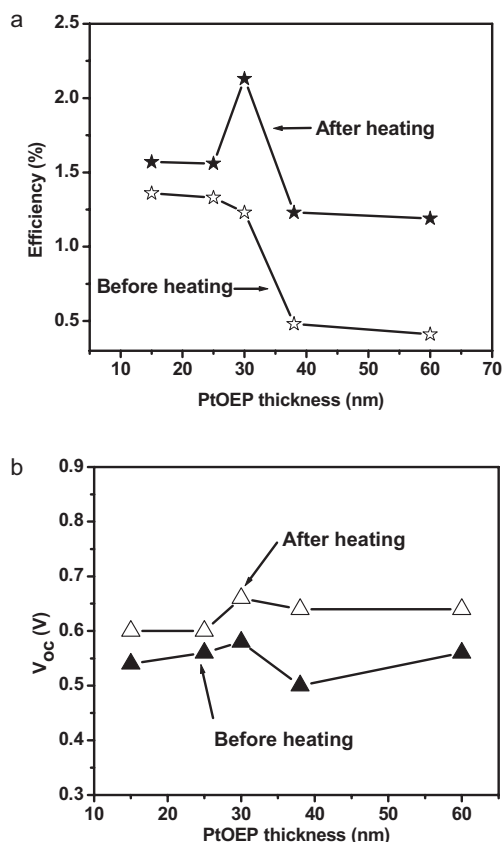 a
2.5
2.0
1.5
1.0
0.5
Efficiency (%)
After heating
Before heating
10 20 30 40 50 60 70
PtOEP thickness (nm)
b
0.9
0.8
0.7
0.6
0.5
0.4
0.3
Voc (V)
After heating
Before heating
10 20 30 40 50 60
PtOEP thickness (nm)